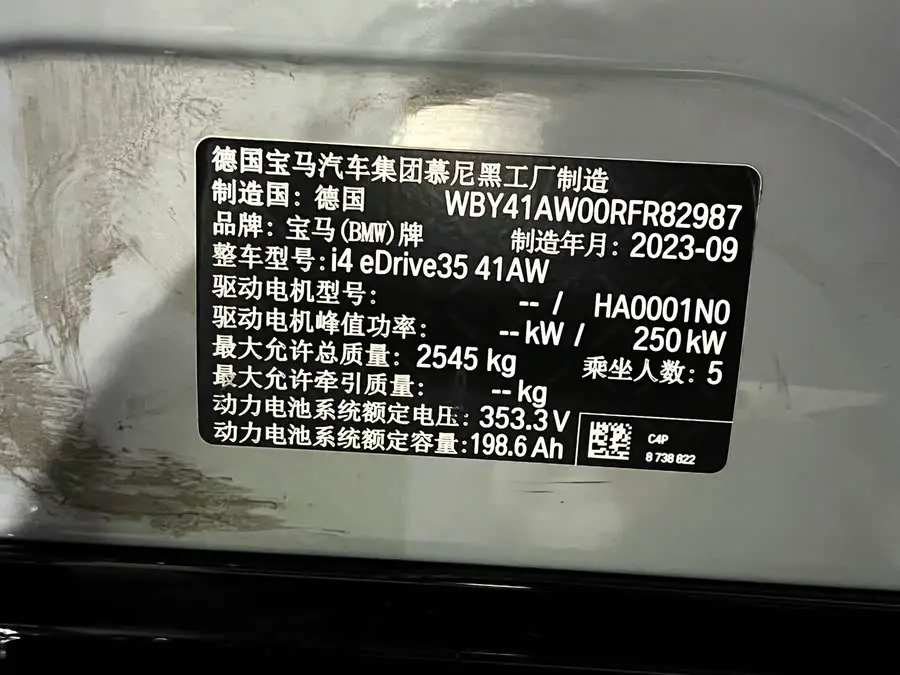 德国宝马汽车集团慕尼黑工厂制造
制造国：德国 WBY41AW00RFR82987
品牌：宝马(BMW)牌 制造年月：2023-09
整车型号：i4 eDrive35 41AW
驱动电机型号： -- / HA0001N0
驱动电机峰值功率： -- kW / 250 kW
最大允许总质量：2545 kg 乘坐人数：5
最大允许牵引质量： -- kg
动力电池系统额定电压：353.3 V
动力电池系统额定容量：198.6 Ah
C4P
8 738 822